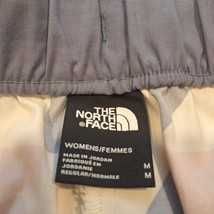 THE
NORTH
FACE
WOMENS/FEMMES
MADE IN JORDAN
FABRIQUÉ EN
JORDANIE
REGULAR/NORMALE
M
M